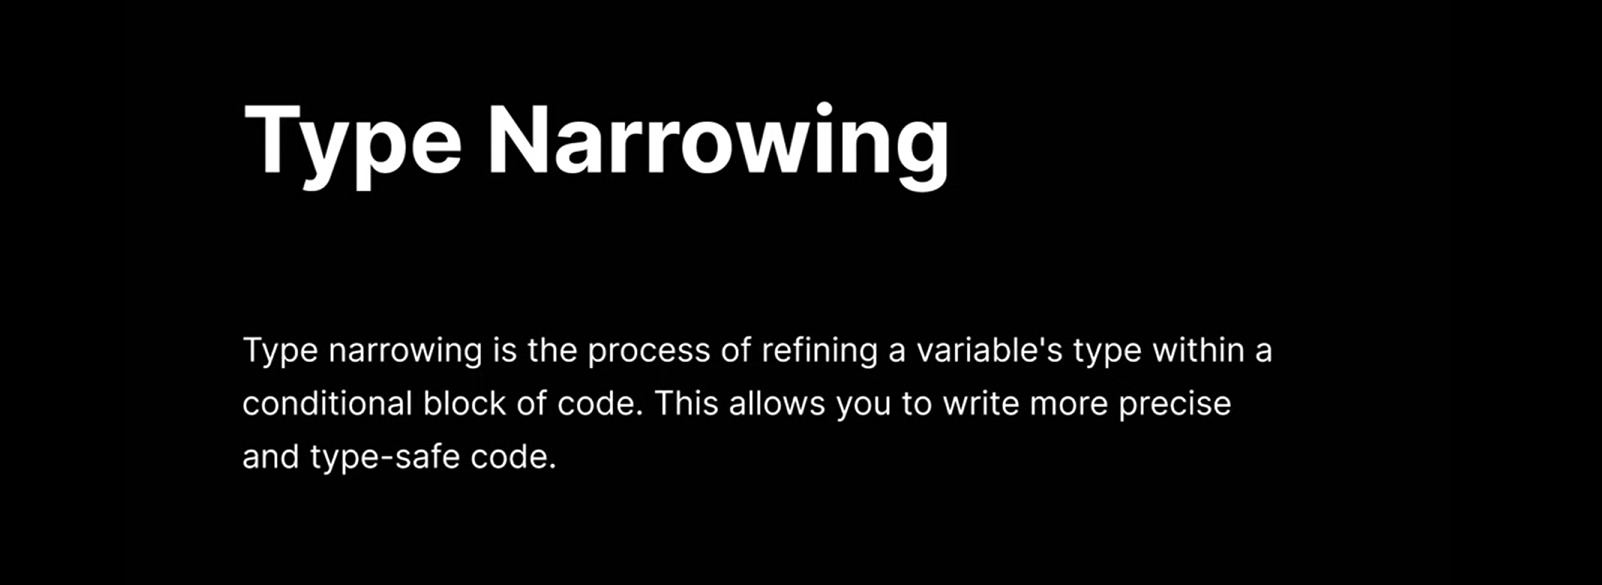 Type Narrowing
Type narrowing is the process of refining a variable's type within a
conditional block of code. This allows you to write more precise
and type-safe code.